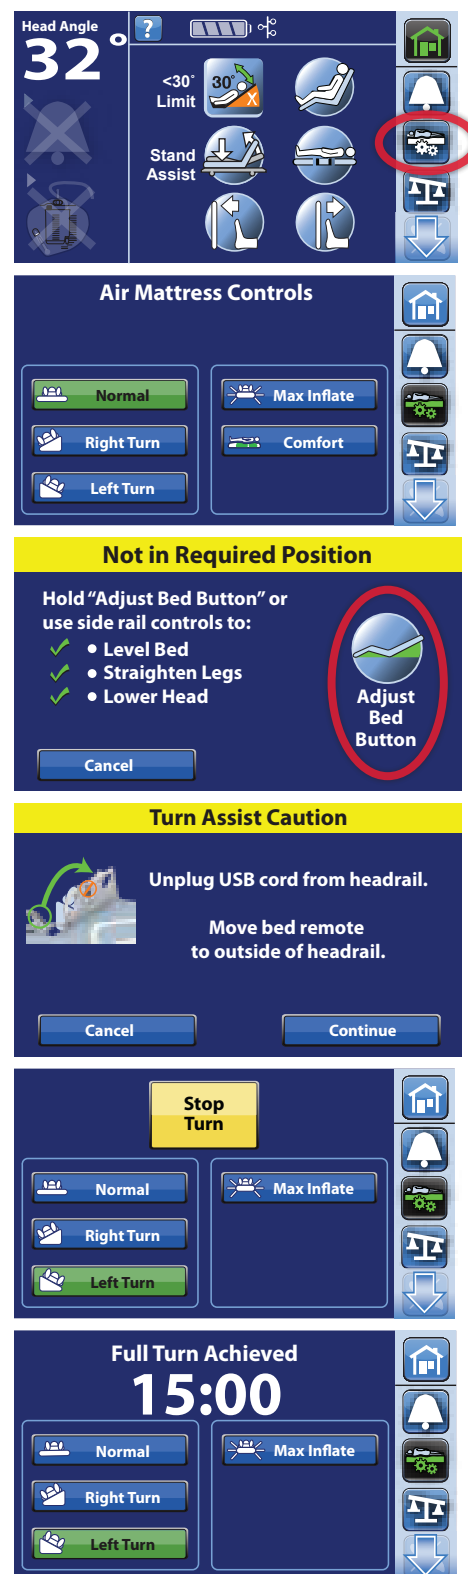 Head Angle
32°
?
<30°
Limit
30°
X
Stand
Assist
Air Mattress Controls
Normal
Max Inflate
Right Turn
Comfort
Left Turn
Not in Required Position
Hold “Adjust Bed Button” or
use side rail controls to:
• Level Bed
• Straighten Legs
• Lower Head
Adjust
Bed
Button
Cancel
Turn Assist Caution
Unplug USB cord from headrail.
Move bed remote
to outside of headrail.
Cancel
Continue
Stop
Turn
Normal
Max Inflate
Right Turn
Left Turn
Full Turn Achieved
15:00
Normal
Max Inflate
Right Turn
Left Turn